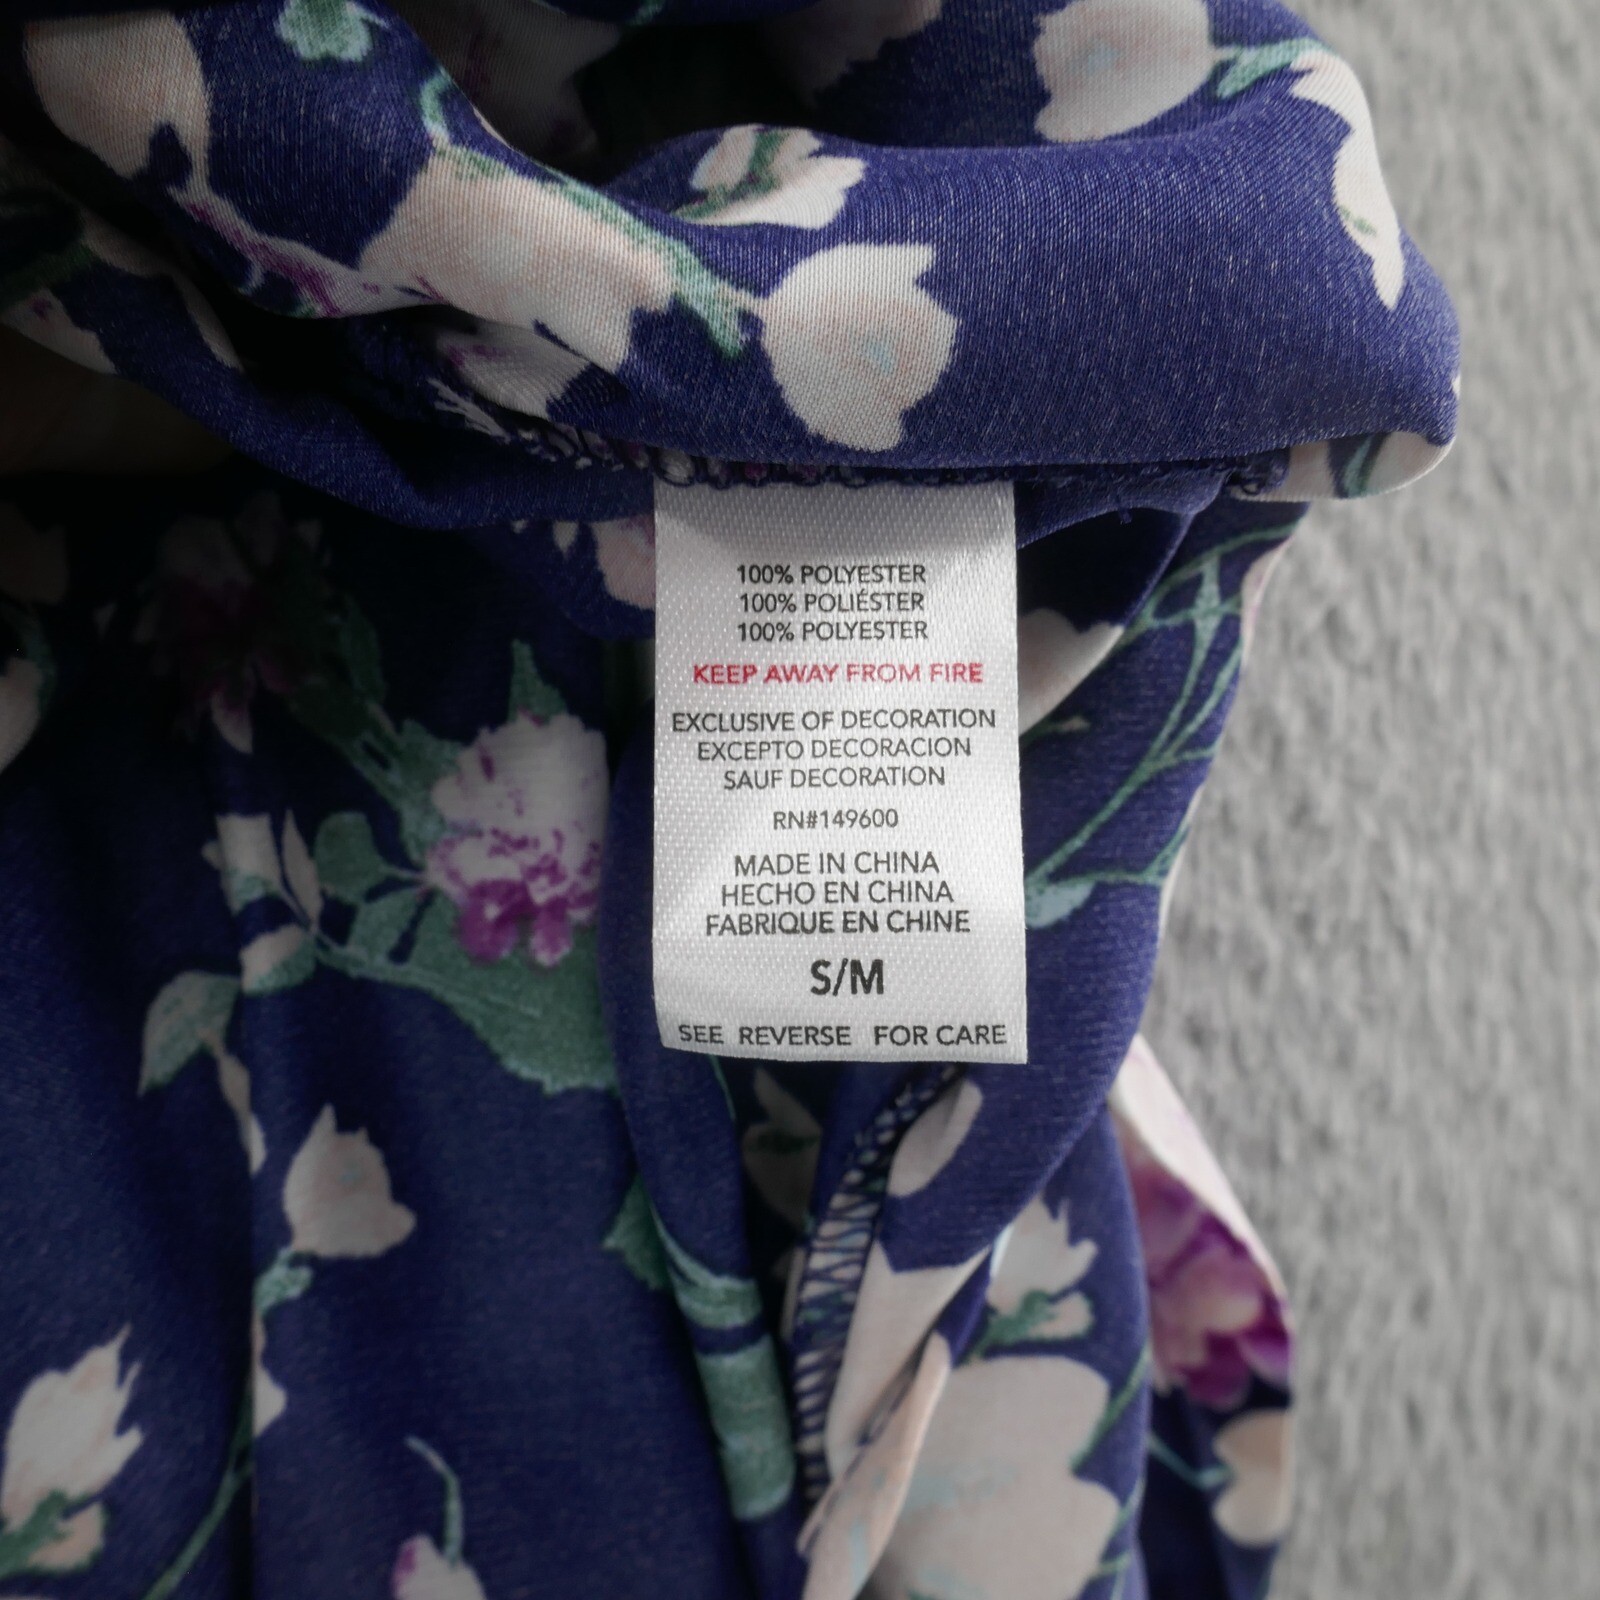 100% POLYESTER
100% POLIÉSTER
100% POLYESTER
KEEP AWAY FROM FIRE
EXCLUSIVE OF DECORATION
EXCEPTO DECORACION
SAUF DECORATION
RN#149600
MADE IN CHINA
HECHO EN CHINA
FABRIQUE EN CHINE
S/M
SEE REVERSE FOR CARE